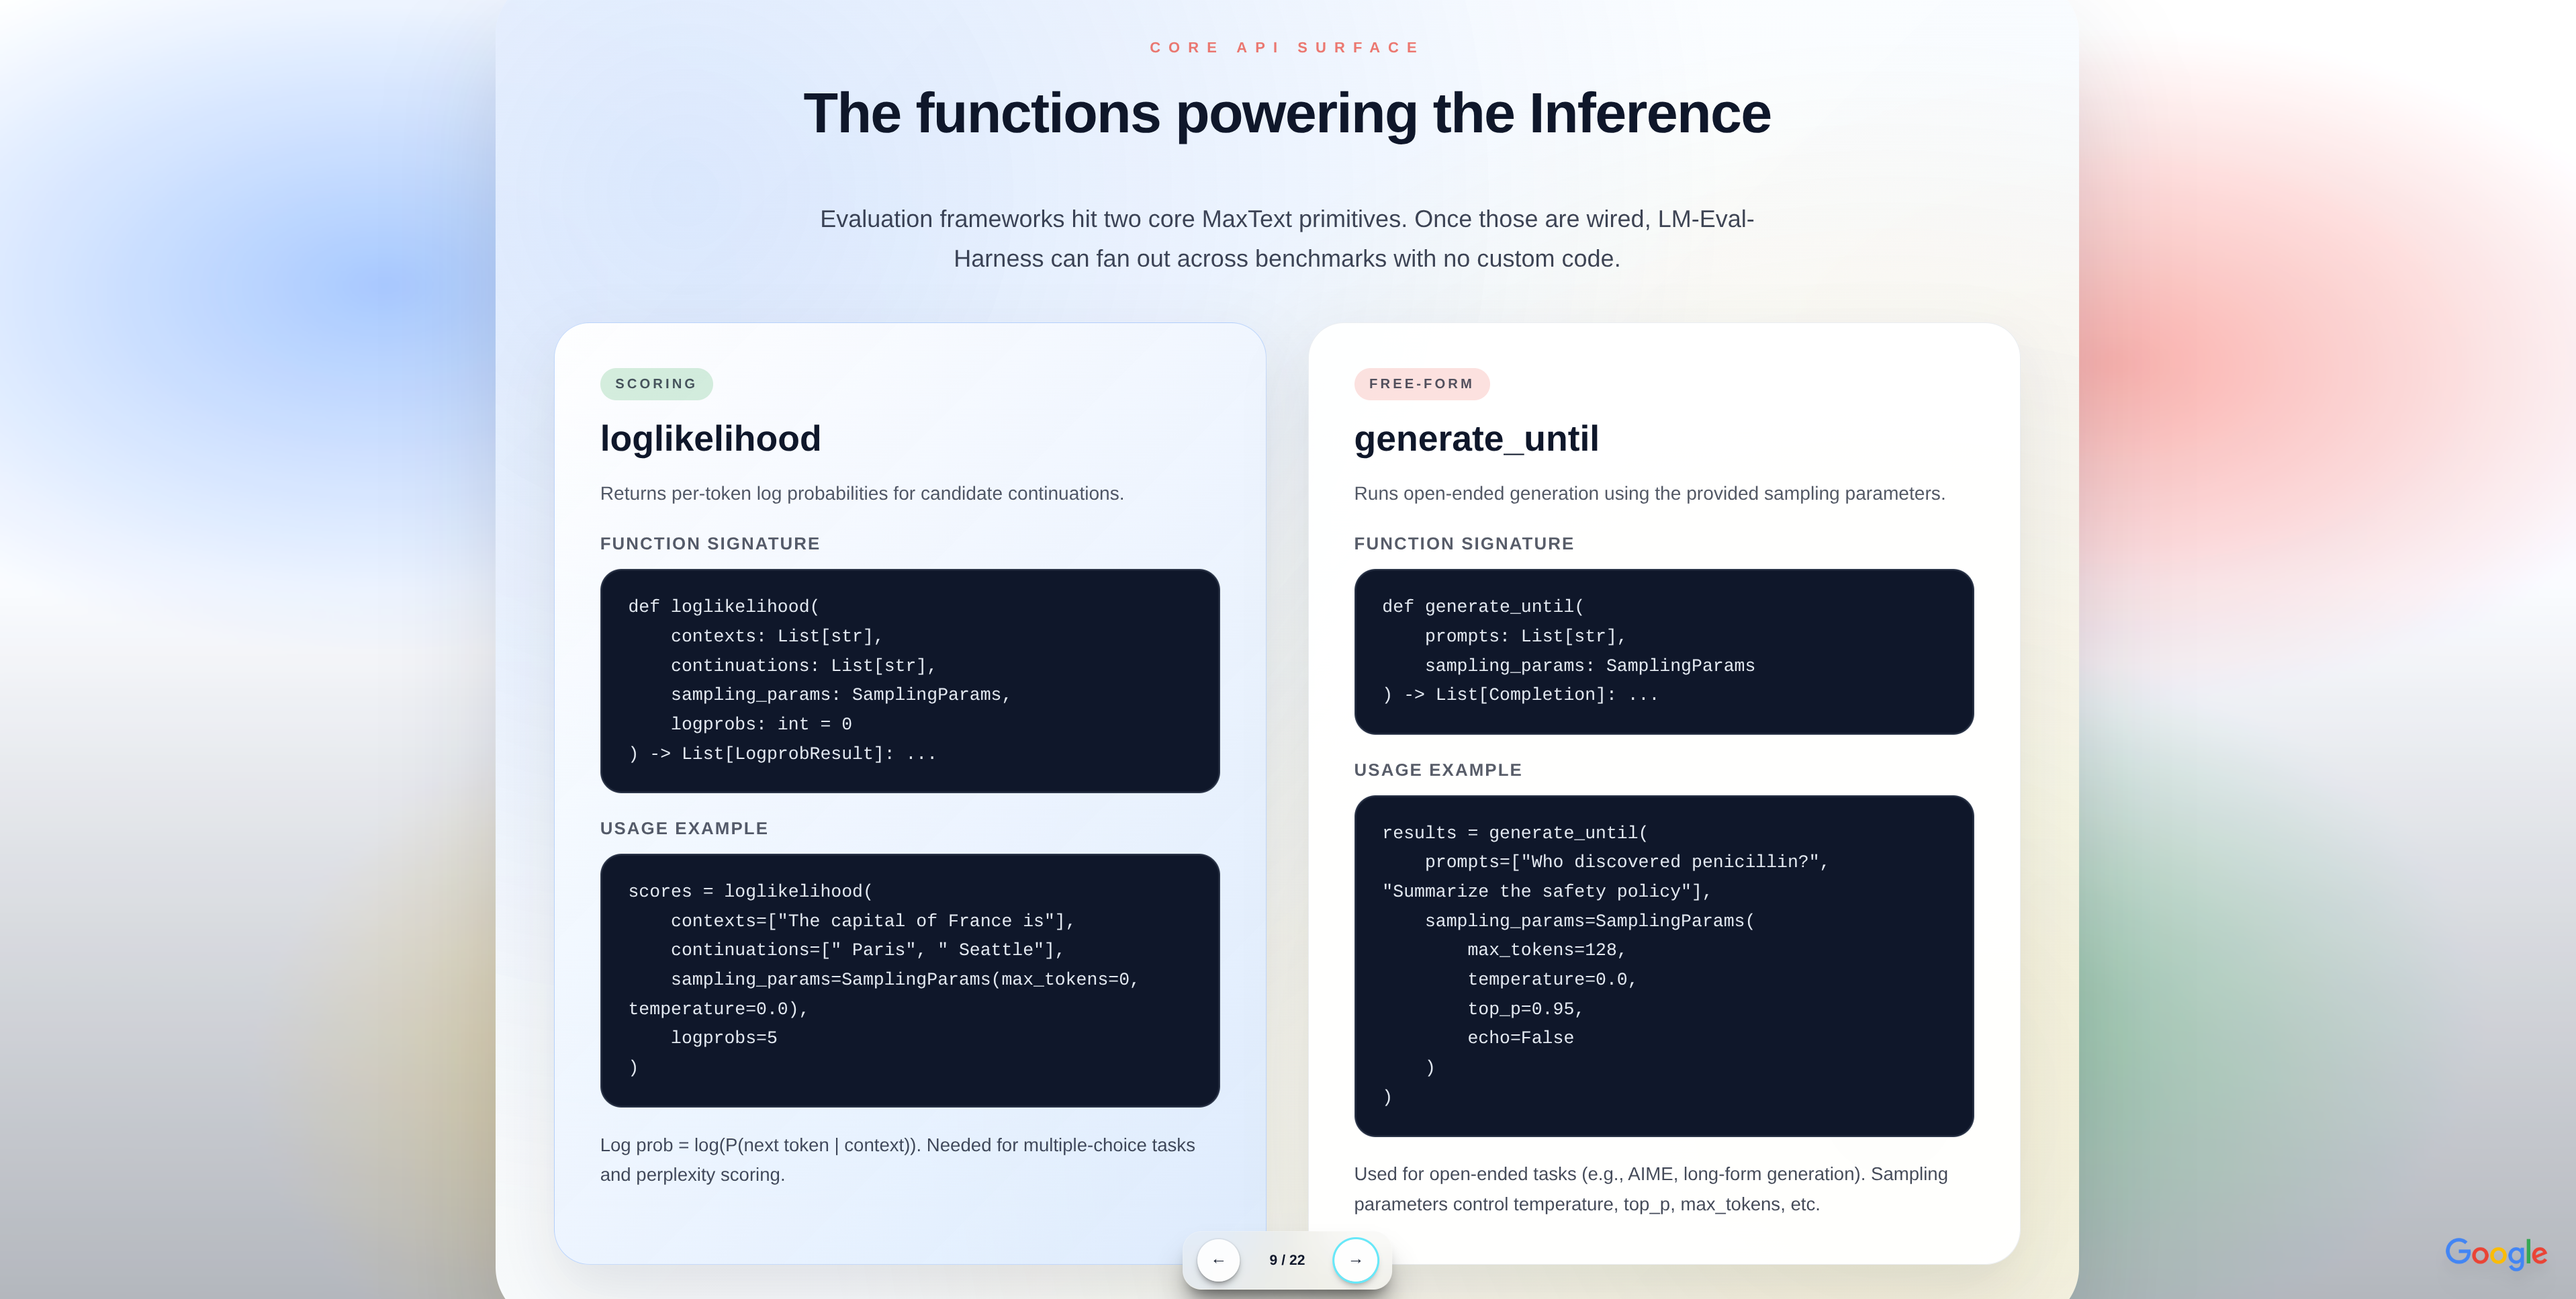 CORE API SURFACE
The functions powering the Inference
Evaluation frameworks hit two core MaxText primitives. Once those are wired, LM-Eval-
Harness can fan out across benchmarks with no custom code.
SCORING
loglikelihood
Returns per-token log probabilities for candidate continuations.
FUNCTION SIGNATURE
def loglikelihood(
    contexts: List[str],
    continuations: List[str],
    sampling_params: SamplingParams,
    logprobs: int = 0
) -> List[LogprobResult]: ...
USAGE EXAMPLE
scores = loglikelihood(
    contexts=["The capital of France is"],
    continuations=[" Paris", " Seattle"],
    sampling_params=SamplingParams(max_tokens=0,
temperature=0.0),
    logprobs=5
)
Log prob = log(P(next token | context)). Needed for multiple-choice tasks
and perplexity scoring.
FREE-FORM
generate_until
Runs open-ended generation using the provided sampling parameters.
FUNCTION SIGNATURE
def generate_until(
    prompts: List[str],
    sampling_params: SamplingParams
) -> List[Completion]: ...
USAGE EXAMPLE
results = generate_until(
    prompts=["Who discovered penicillin?",
"Summarize the safety policy"],
    sampling_params=SamplingParams(
        max_tokens=128,
        temperature=0.0,
        top_p=0.95,
        echo=False
    )
)
Used for open-ended tasks (e.g., AIME, long-form generation). Sampling
parameters control temperature, top_p, max_tokens, etc.
← 9 / 22 →
Google